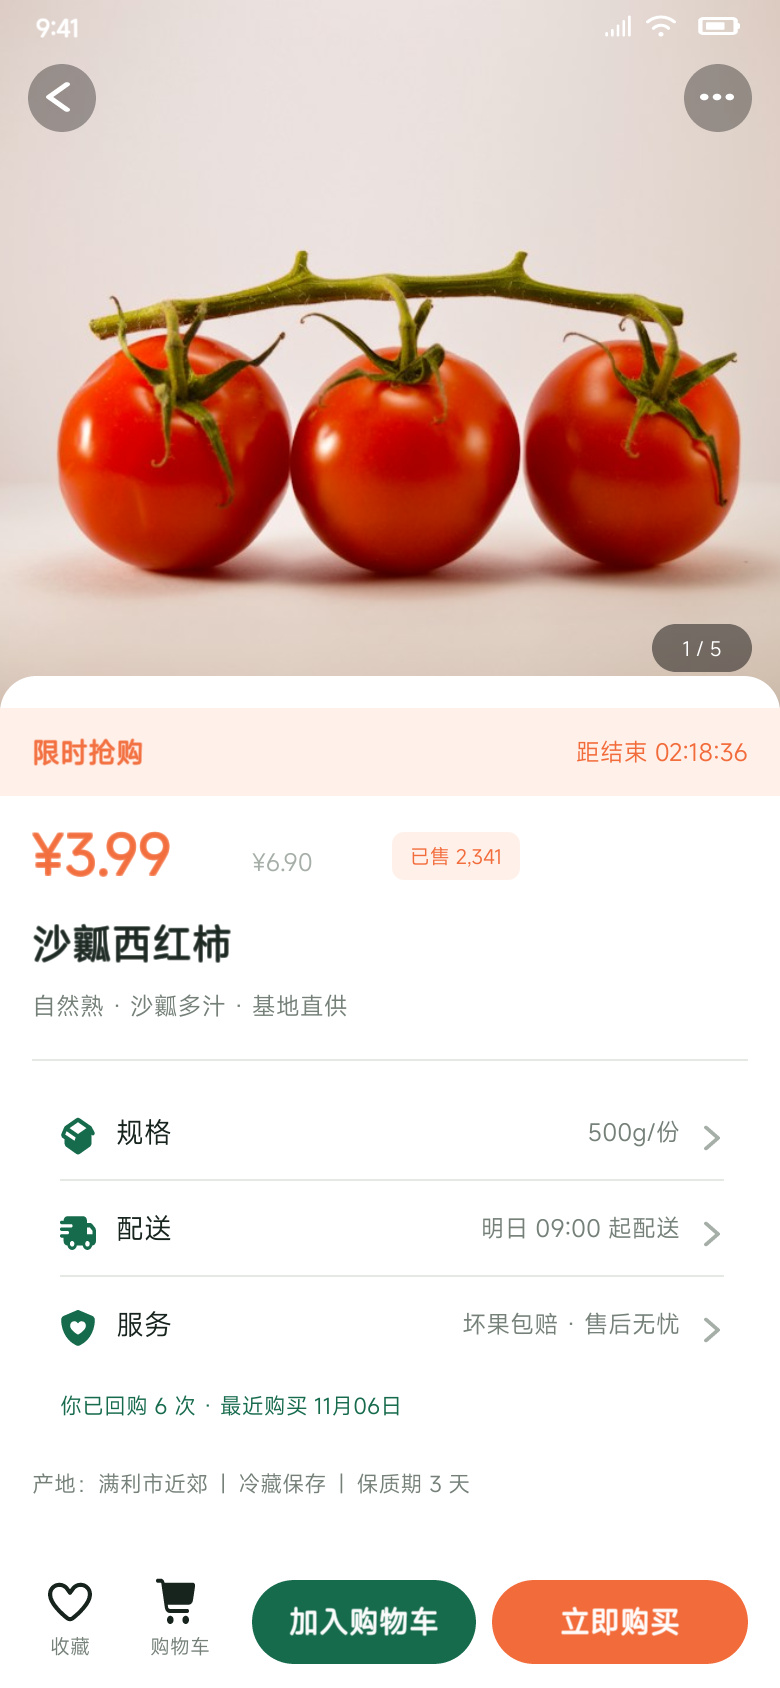 9:41
1 / 5
限时抢购
距结束 02:18:36
¥3.99
¥6.90
已售 2,341
沙瓤西红柿
自然熟 · 沙瓤多汁 · 基地直供
规格
500g/份
配送
明日 09:00 起配送
服务
坏果包赔 · 售后无忧
你已回购 6 次 · 最近购买 11月06日
产地：满利市近郊 | 冷藏保存 | 保质期 3 天
收藏
购物车
加入购物车
立即购买